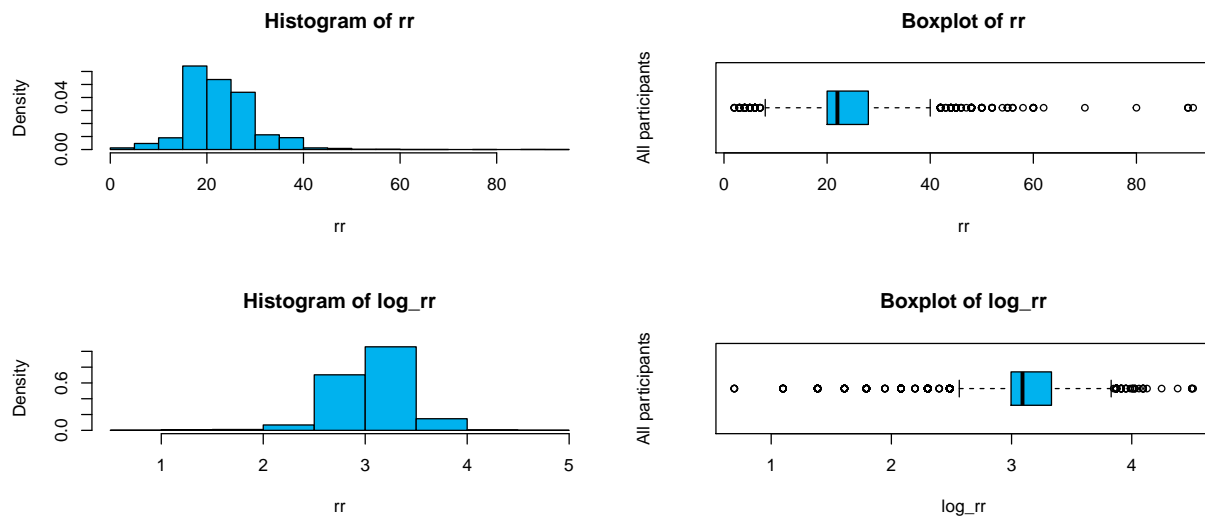 Histogram of rr
Density
0.00
0.04
0 20 40 60 80
rr
Boxplot of rr
All participants
0 20 40 60 80
rr
Histogram of log_rr
Density
0.0
0.6
1 2 3 4 5
rr
Boxplot of log_rr
All participants
1 2 3 4
log_rr